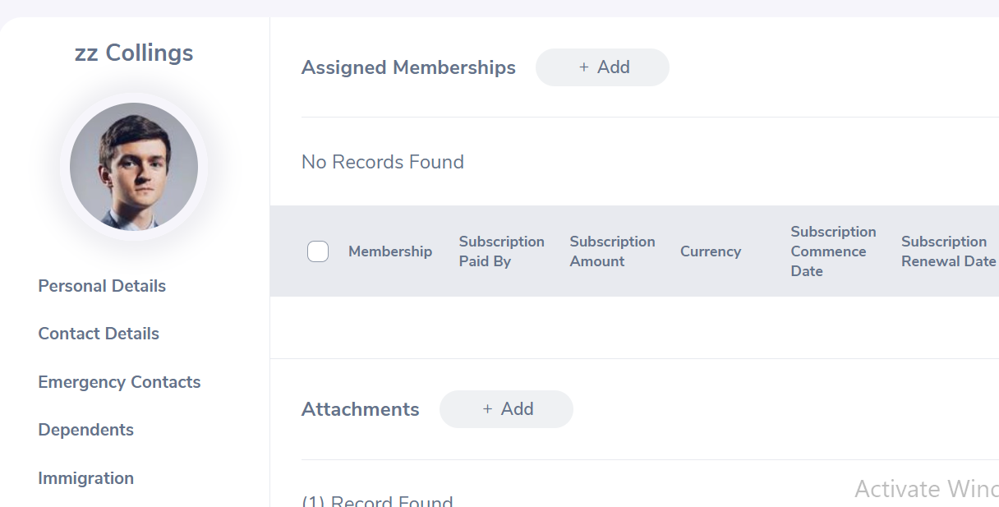 zz Collings
Personal Details
Contact Details
Emergency Contacts
Dependents
Immigration
Assigned Memberships
+ Add
No Records Found
Membership
Subscription
Paid By
Subscription
Amount
Currency
Subscription
Commence
Date
Subscription
Renewal Date
Attachments
+ Add
(1) Record Found
Activate